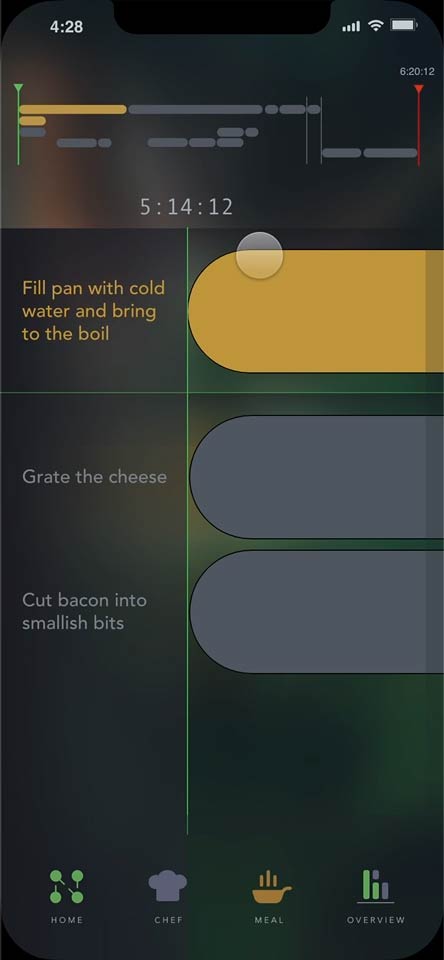 4:28
6:20:12
5:14:12
Fill pan with cold
water and bring
to the boil
Grate the cheese
Cut bacon into
smallish bits
HOME CHEF MEAL OVERVIEW